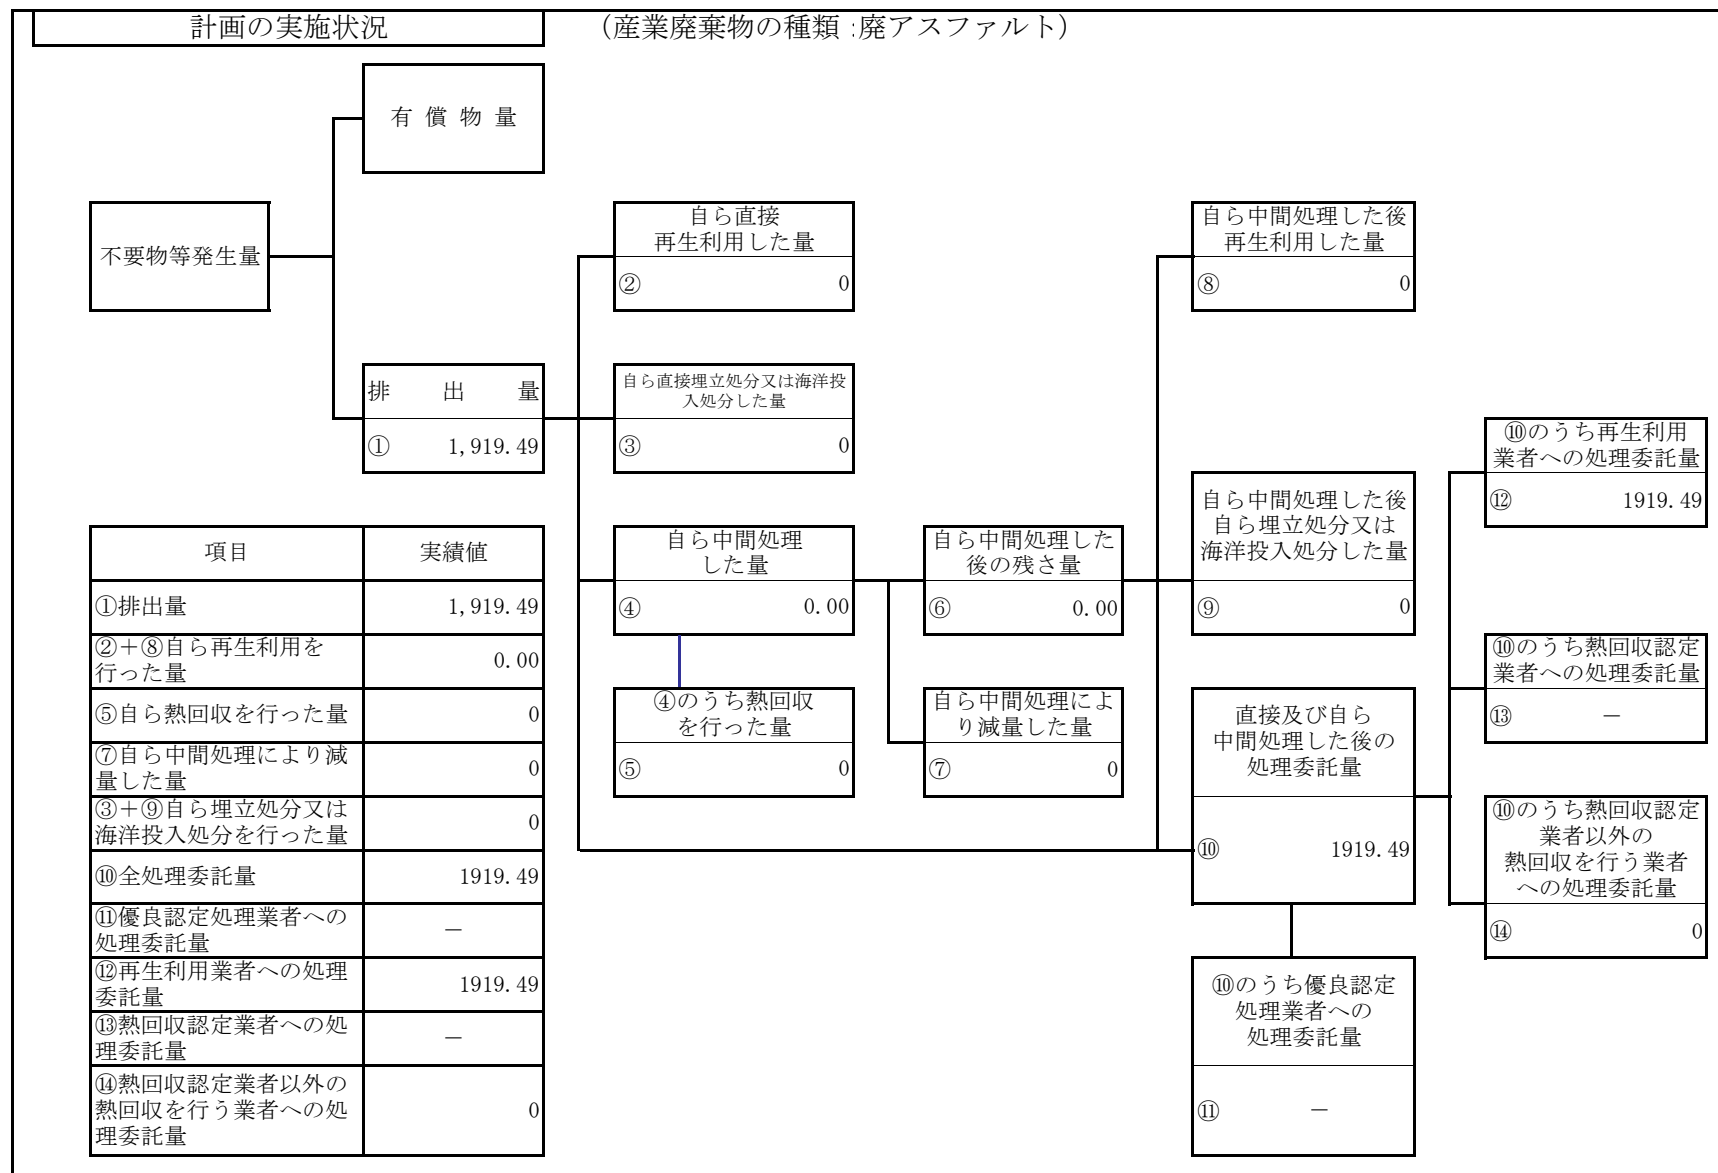 計画の実施状況
（産業廃棄物の種類:廃アスファルト）
有償物量
不要物等発生量
自ら直接
再生利用した量
② 0
自ら中間処理した後
再生利用した量
⑧ 0
排出量
① 1,919.49
自ら直接埋立処分又は海洋投
入処分した量
③ 0
⑩のうち再生利用
業者への処理委託量
⑫ 1919.49
自ら中間処理
した量
④ 0.00
自ら中間処理した
後の残さ量
⑥ 0.00
自ら中間処理した後
自ら埋立処分又は
海洋投入処分した量
⑨ 0
⑩のうち熱回収認定
業者への処理委託量
⑬ －
④のうち熱回収
を行った量
⑤ 0
自ら中間処理によ
り減量した量
⑦ 0
直接及び自ら
中間処理した後の
処理委託量
⑩ 1919.49
⑩のうち熱回収認定
業者以外の
熱回収を行う業者
への処理委託量
⑭ 0
⑩のうち優良認定
処理業者への
処理委託量
⑪ －
項目 実績値
①排出量 1,919.49
②＋⑧自ら再生利用を
行った量 0.00
⑤自ら熱回収を行った量 0
⑦自ら中間処理により減
量した量 0
③＋⑨自ら埋立処分又は
海洋投入処分を行った量 0
⑩全処理委託量 1919.49
⑪優良認定処理業者への
処理委託量 －
⑫再生利用業者への処理
委託量 1919.49
⑬熱回収認定業者への処
理委託量 －
⑭熱回収認定業者以外の
熱回収を行う業者への処
理委託量 0